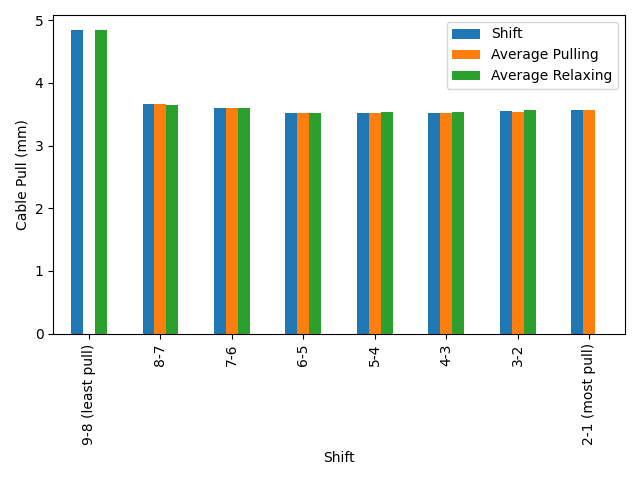 5
4
3
2
1
0
Cable Pull (mm)
Shift
Average Pulling
Average Relaxing
9-8 (least pull)
8-7
7-6
6-5
5-4
4-3
3-2
2-1 (most pull)
Shift